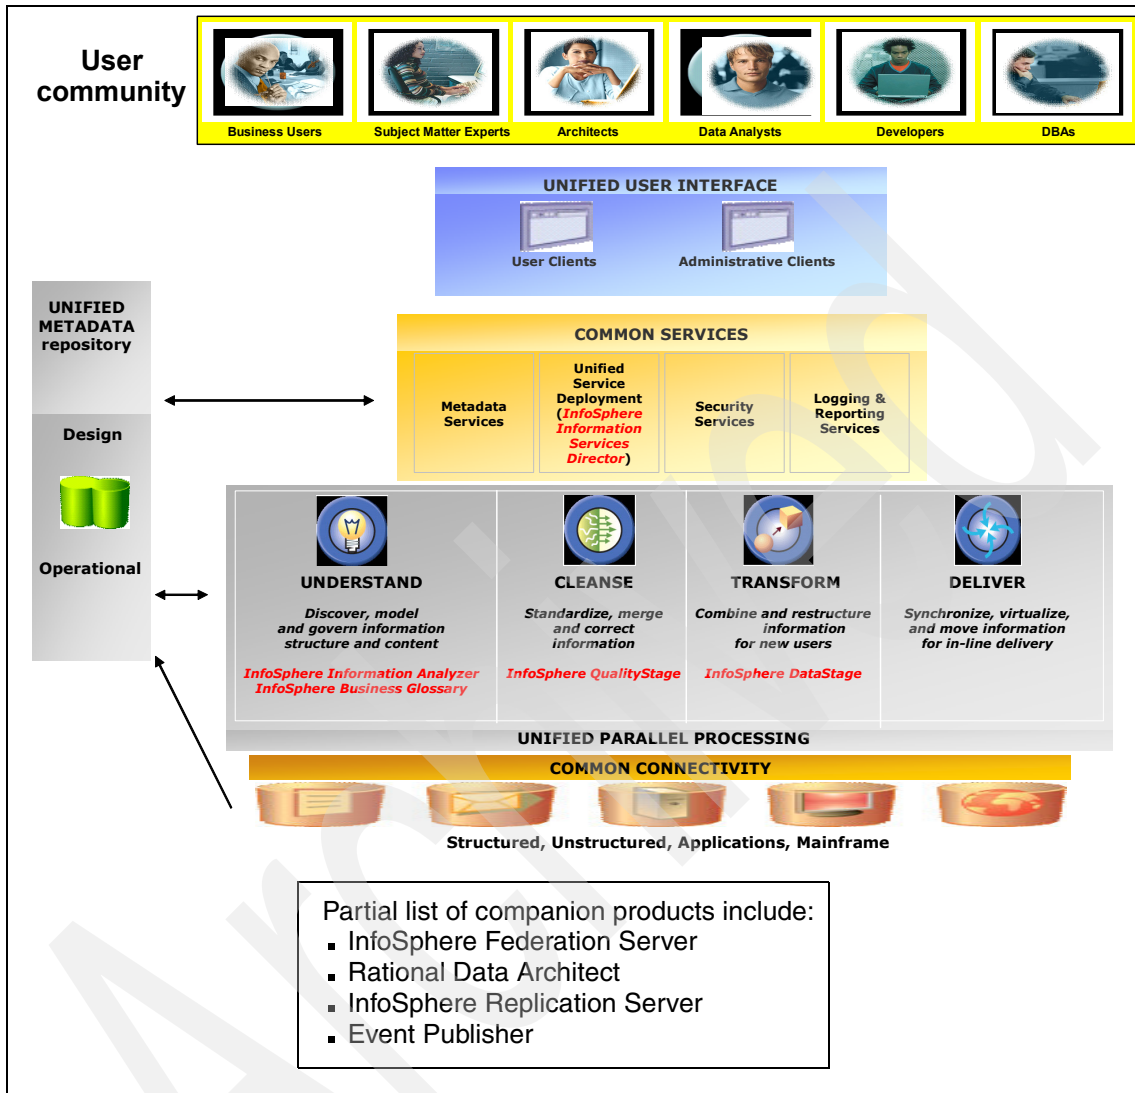 User
community
Business Users
Subject Matter Experts
Architects
Data Analysts
Developers
DBAs
UNIFIED USER INTERFACE
User Clients
Administrative Clients
UNIFIED
METADATA
repository
Design
Operational
COMMON SERVICES
Metadata
Services
Unified
Service
Deployment
(InfoSphere
Information
Services
Director)
Security
Services
Logging &
Reporting
Services
UNDERSTAND
Discover, model
and govern information
structure and content
InfoSphere Information Analyzer
InfoSphere Business Glossary
CLEANSE
Standardize, merge
and correct
information
InfoSphere QualityStage
TRANSFORM
Combine and restructure
information
for new users
InfoSphere DataStage
DELIVER
Synchronize, virtualize,
and move information
for in-line delivery
UNIFIED PARALLEL PROCESSING
COMMON CONNECTIVITY
Structured, Unstructured, Applications, Mainframe
Partial list of companion products include:
▪ InfoSphere Federation Server
▪ Rational Data Architect
▪ InfoSphere Replication Server
▪ Event Publisher
Archived